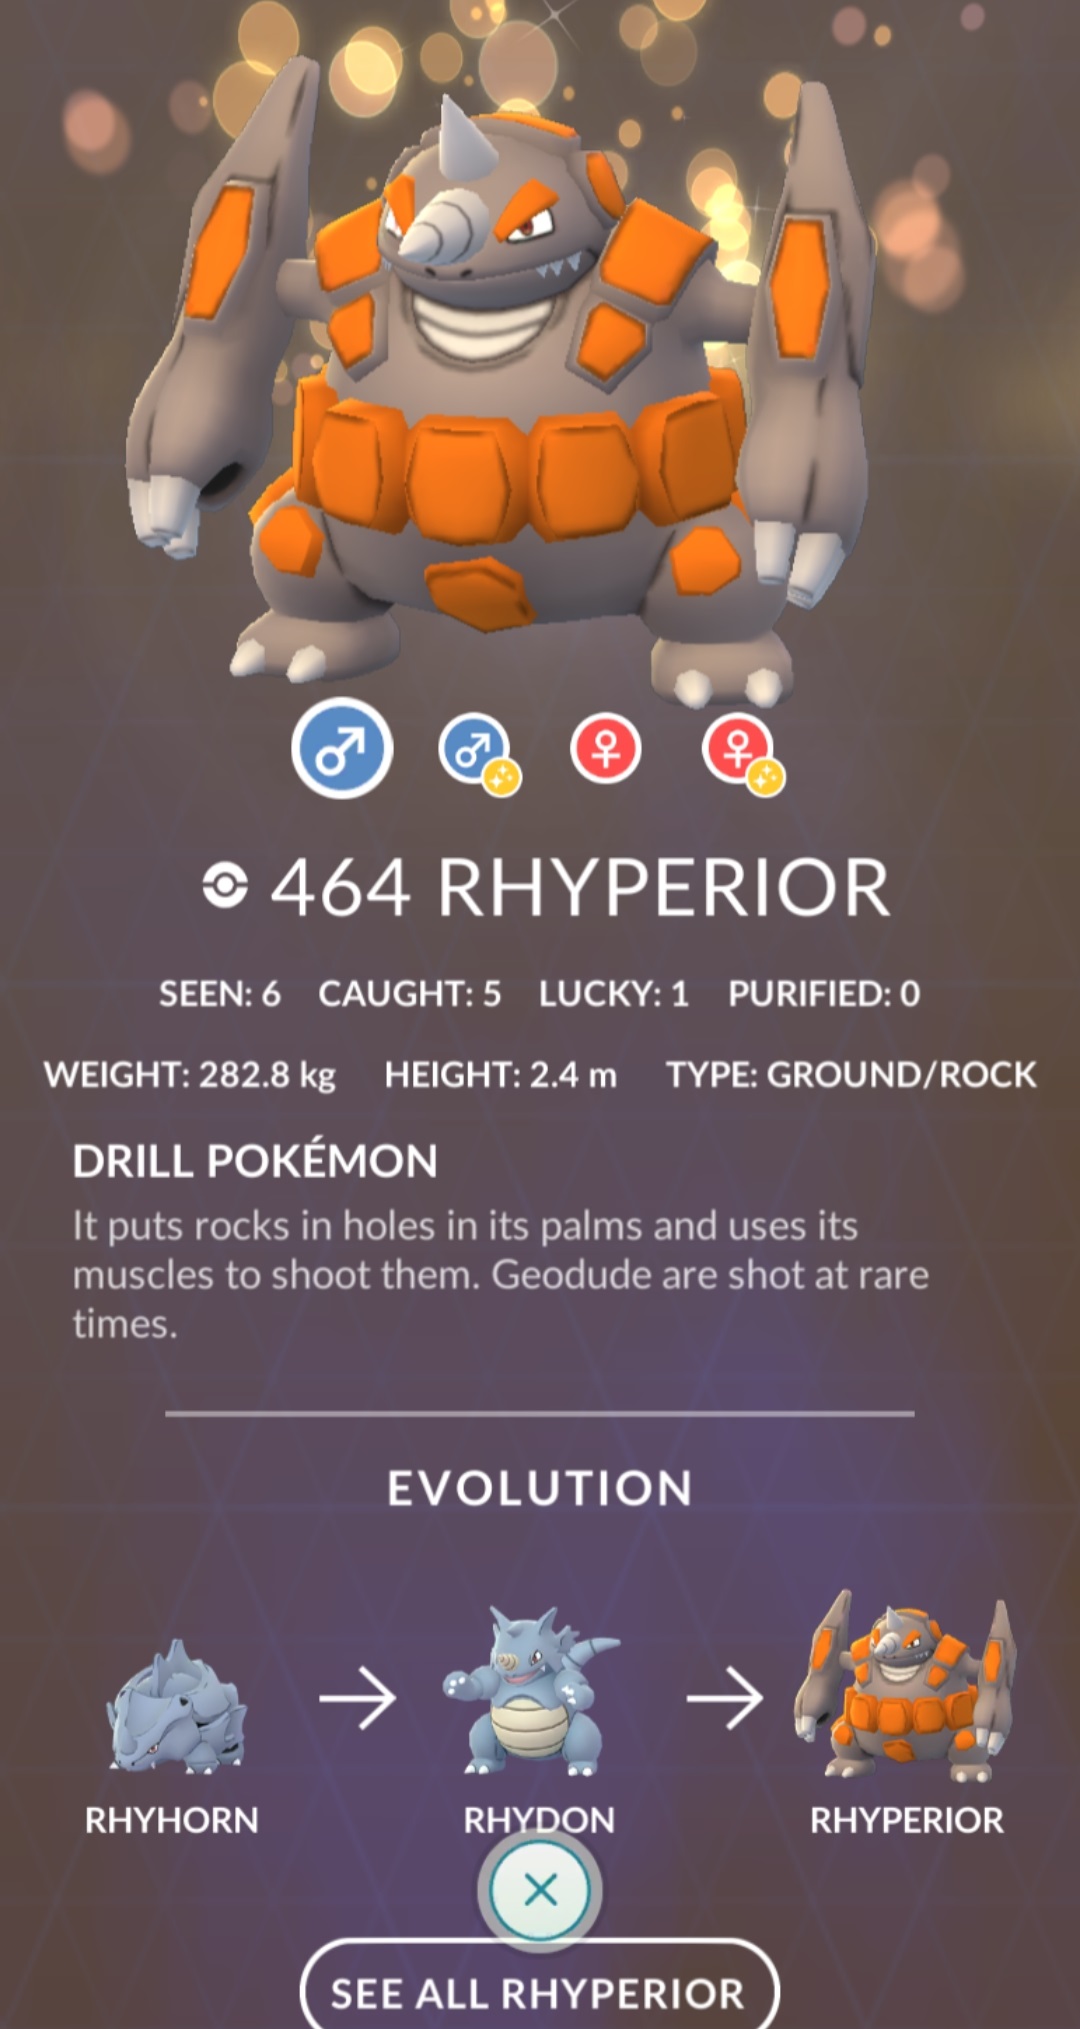 464 RHYPERIOR
SEEN: 6 CAUGHT: 5 LUCKY: 1 PURIFIED: 0
WEIGHT: 282.8 kg HEIGHT: 2.4 m TYPE: GROUND/ROCK
DRILL POKÉMON
It puts rocks in holes in its palms and uses its
muscles to shoot them. Geodude are shot at rare
times.
EVOLUTION
RHYHORN RHYDON RHYPERIOR
SEE ALL RHYPERIOR